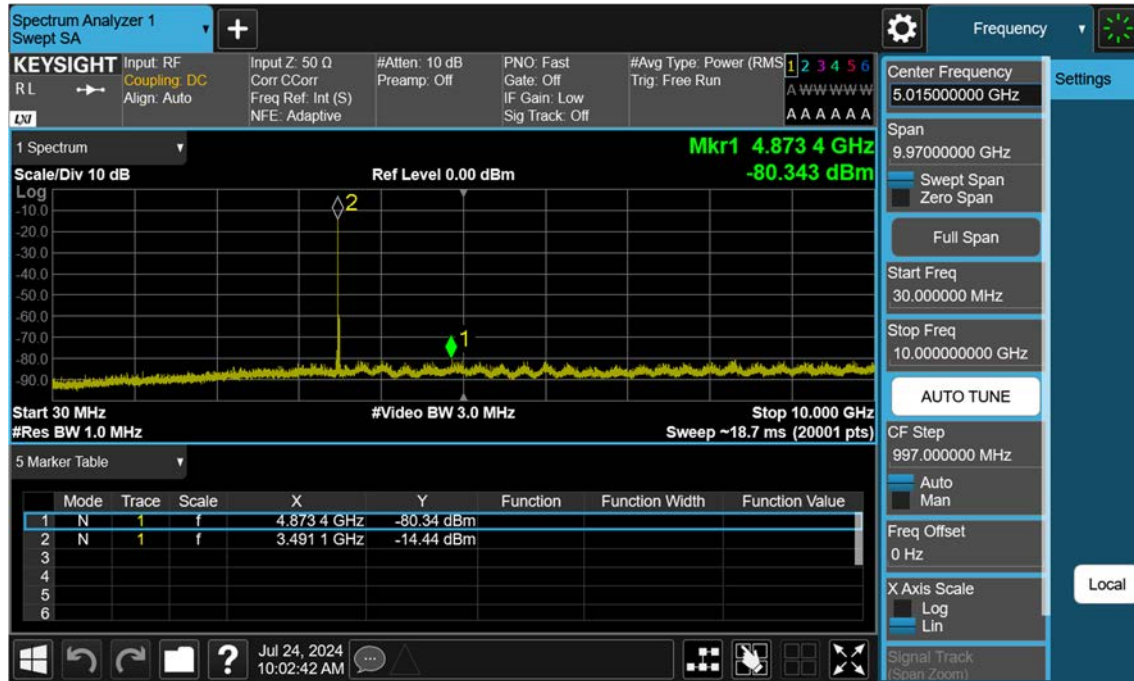 Spectrum Analyzer 1
Swept SA
+
Frequency
KEYSIGHT
RL
LXI
Input: RF
Coupling: DC
Align: Auto
Input Z: 50 Ω
Corr CCorr
Freq Ref: Int (S)
NFE: Adaptive
#Atten: 10 dB
Preamp: Off
PNO: Fast
Gate: Off
IF Gain: Low
Sig Track: Off
#Avg Type: Power (RMS
Trig: Free Run
1 2 3 4 5 6
A W W W W W
A A A A A A
1 Spectrum
Scale/Div 10 dB
Ref Level 0.00 dBm
Mkr1 4.873 4 GHz
-80.343 dBm
Log
-10.0
-20.0
-30.0
-40.0
-50.0
-60.0
-70.0
-80.0
-90.0
2
1
Start 30 MHz
#Video BW 3.0 MHz
Stop 10.000 GHz
#Res BW 1.0 MHz
Sweep ~18.7 ms (20001 pts)
5 Marker Table
Mode Trace Scale X Y Function Function Width Function Value
1 N 1 f 4.873 4 GHz -80.34 dBm
2 N 1 f 3.491 1 GHz -14.44 dBm
3
4
5
6
?
Jul 24, 2024
10:02:42 AM
Center Frequency
5.015000000 GHz
Span
9.97000000 GHz
Swept Span
Zero Span
Full Span
Start Freq
30.000000 MHz
Stop Freq
10.000000000 GHz
AUTO TUNE
CF Step
997.000000 MHz
Auto
Man
Freq Offset
0 Hz
X Axis Scale
Log
Lin
Signal Track
(Span Zoom)
Settings
Local